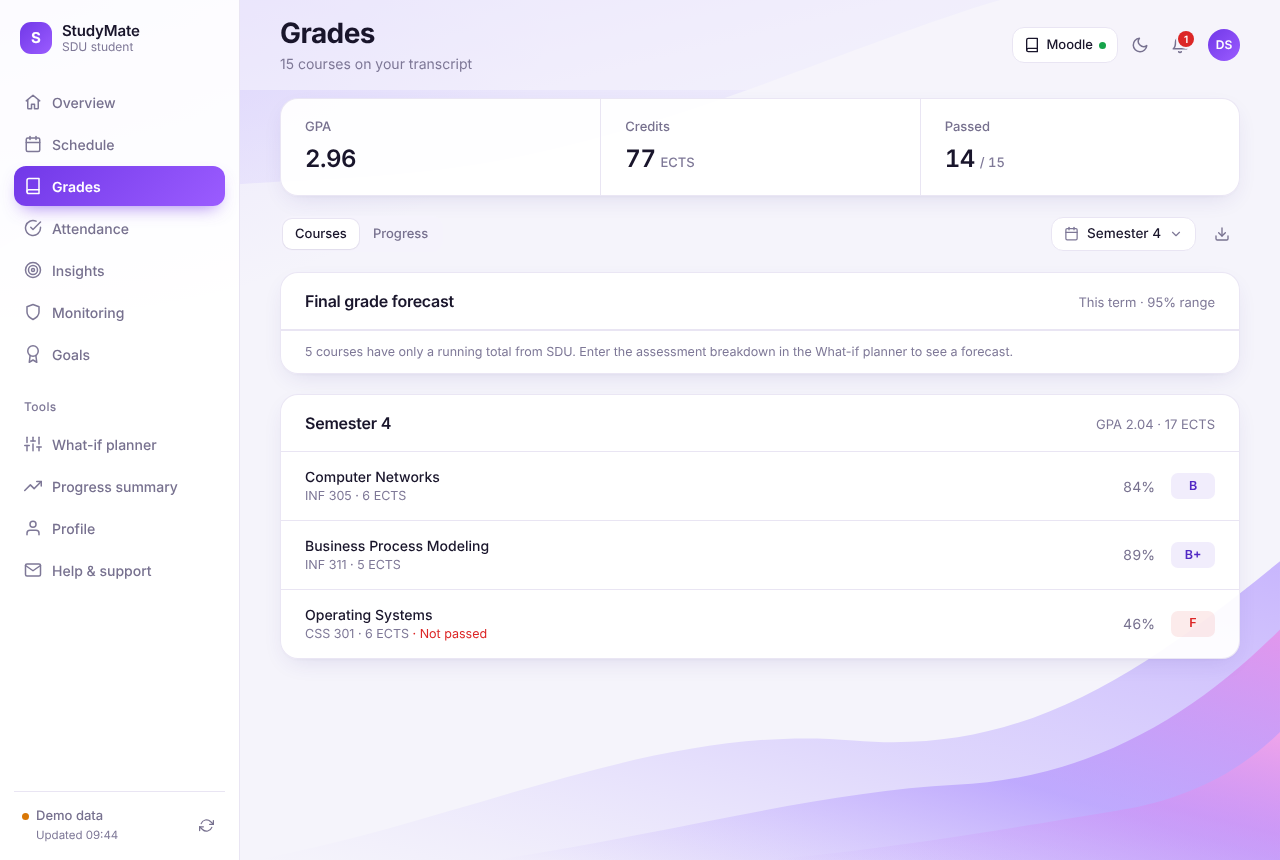 S
StudyMate
SDU student
Overview
Schedule
Grades
Attendance
Insights
Monitoring
Goals
Tools
What-if planner
Progress summary
Profile
Help & support
Demo data
Updated 09:44
Grades
15 courses on your transcript
Moodle
1
DS
GPA
2.96
Credits
77 ECTS
Passed
14 / 15
Courses
Progress
Semester 4
Final grade forecast
This term · 95% range
5 courses have only a running total from SDU. Enter the assessment breakdown in the What-if planner to see a forecast.
Semester 4
GPA 2.04 · 17 ECTS
Computer Networks
INF 305 · 6 ECTS
84%
B
Business Process Modeling
INF 311 · 5 ECTS
89%
B+
Operating Systems
CSS 301 · 6 ECTS · Not passed
46%
F